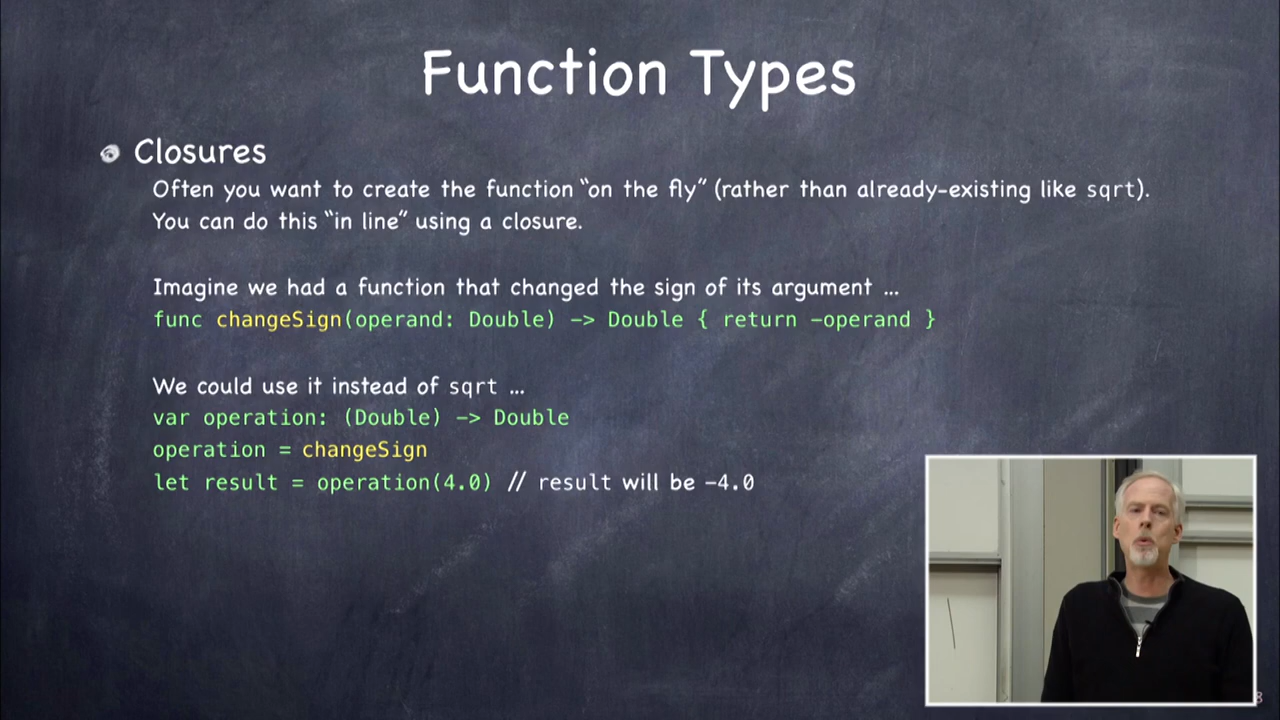 Function Types
Closures
Often you want to create the function “on the fly” (rather than already-existing like sqrt).
You can do this “in line” using a closure.
Imagine we had a function that changed the sign of its argument ...
func changeSign(operand: Double) -> Double { return -operand }
We could use it instead of sqrt ...
var operation: (Double) -> Double
operation = changeSign
let result = operation(4.0) // result will be -4.0